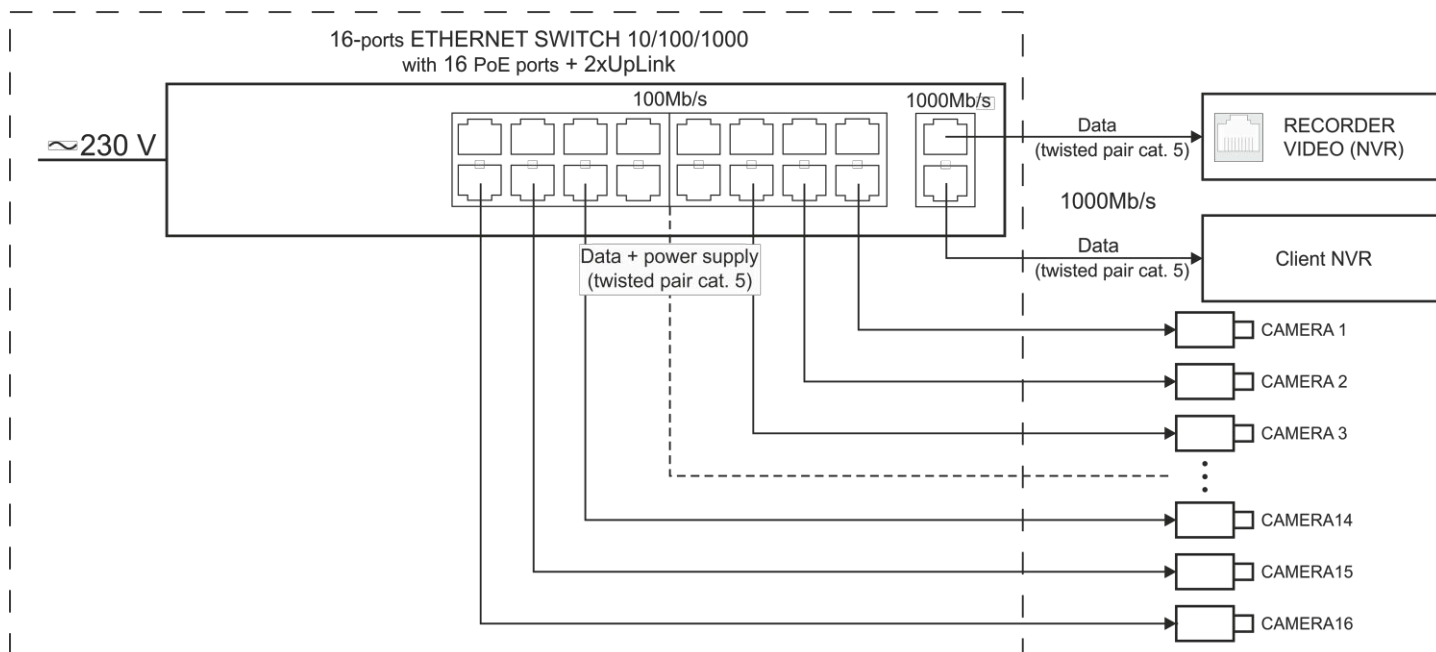 16-ports ETHERNET SWITCH 10/100/1000
with 16 PoE ports + 2xUpLink
100Mb/s
1000Mb/s
~230 V
Data
(twisted pair cat. 5)
RECORDER
VIDEO (NVR)
1000Mb/s
Data
(twisted pair cat. 5)
Client NVR
Data + power supply
(twisted pair cat. 5)
CAMERA 1
CAMERA 2
CAMERA 3
CAMERA14
CAMERA15
CAMERA16